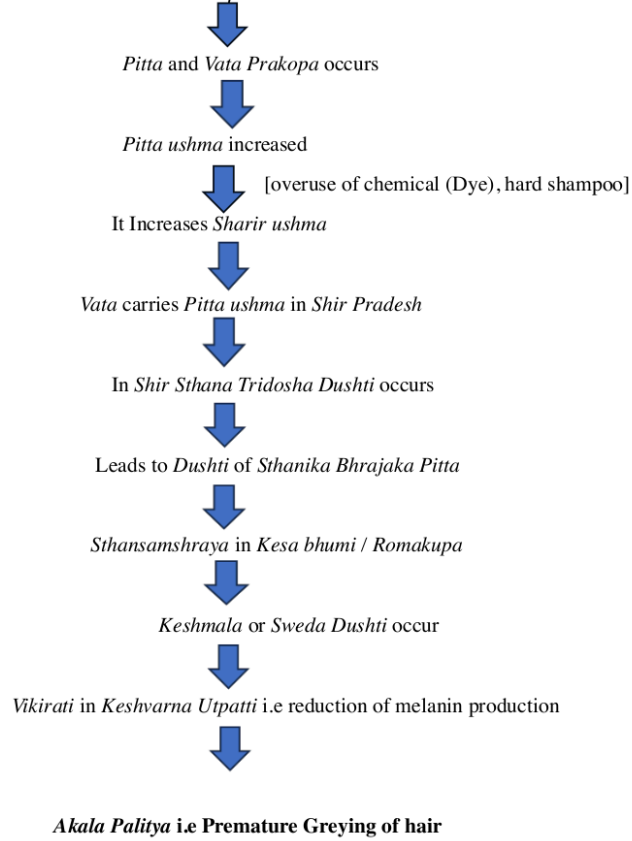 Pitta and Vata Prakopa occurs
Pitta ushma increased
[overuse of chemical (Dye), hard shampoo]
It Increases Sharir ushma
Vata carries Pitta ushma in Shir Pradesh
In Shir Sthana Tridosha Dushti occurs
Leads to Dushti of Sthanika Bhrajaka Pitta
Sthansamshraya in Kesa bhumi / Romakupa
Keshmala or Sweda Dushti occur
Vikirati in Keshvarna Utpatti i.e reduction of melanin production
Akala Palitya i.e Premature Greying of hair